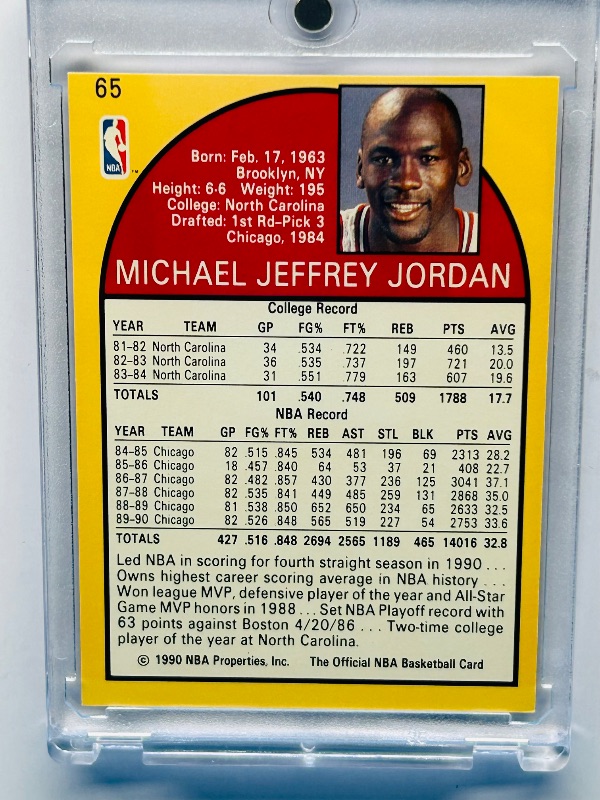 65
NBA
Born: Feb. 17, 1963
Brooklyn, NY
Height: 6-6 Weight: 195
College: North Carolina
Drafted: 1st Rd-Pick 3
Chicago, 1984
MICHAEL JEFFREY JORDAN
College Record
YEAR TEAM GP FG% FT% REB PTS AVG
81-82 North Carolina 34 .534 .722 149 460 13.5
82-83 North Carolina 36 .535 .737 197 721 20.0
83-84 North Carolina 31 .551 .779 163 607 19.6
TOTALS 101 .540 .748 509 1788 17.7
NBA Record
YEAR TEAM GP FG% FT% REB AST STL BLK PTS AVG
84-85 Chicago 82 .515 .845 534 481 196 69 2313 28.2
85-86 Chicago 18 .457 .840 64 53 37 21 408 22.7
86-87 Chicago 82 .482 .857 430 377 236 125 3041 37.1
87-88 Chicago 82 .535 .841 449 485 259 131 2868 35.0
88-89 Chicago 81 .538 .850 652 650 234 65 2633 32.5
89-90 Chicago 82 .526 .848 565 519 227 54 2753 33.6
TOTALS 427 .516 .848 2694 2565 1189 465 14016 32.8
Led NBA in scoring for fourth straight season in 1990 . . .
Owns highest career scoring average in NBA history . . .
Won league MVP, defensive player of the year and All-Star
Game MVP honors in 1988 . . . Set NBA Playoff record with
63 points against Boston 4/20/86 . . . Two-time college
player of the year at North Carolina.
© 1990 NBA Properties, Inc. The Official NBA Basketball Card